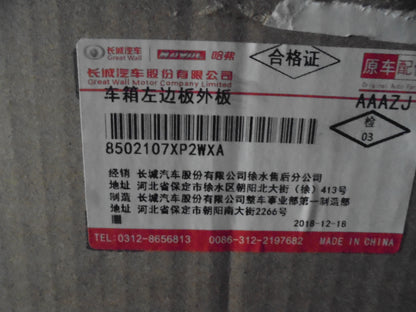 长城汽车 HAVAL 哈弗 合格证 原车配
Great Wall Original Auto Par
长城汽车股份有限公司
Great Wall Motor Company Limited
车箱左边板外板 AAAZJ
检
03
8502107XP2WXA
经销 长城汽车股份有限公司徐水售后分公司
地址 河北省保定市徐水区朝阳北大街（徐）413号
制造 长城汽车股份有限公司整车事业部第一制造部
地址 河北省保定市朝阳南大街2266号
2018-12-18
TEL:0312-8656813 0086-312-2197682 MADE IN CHINA